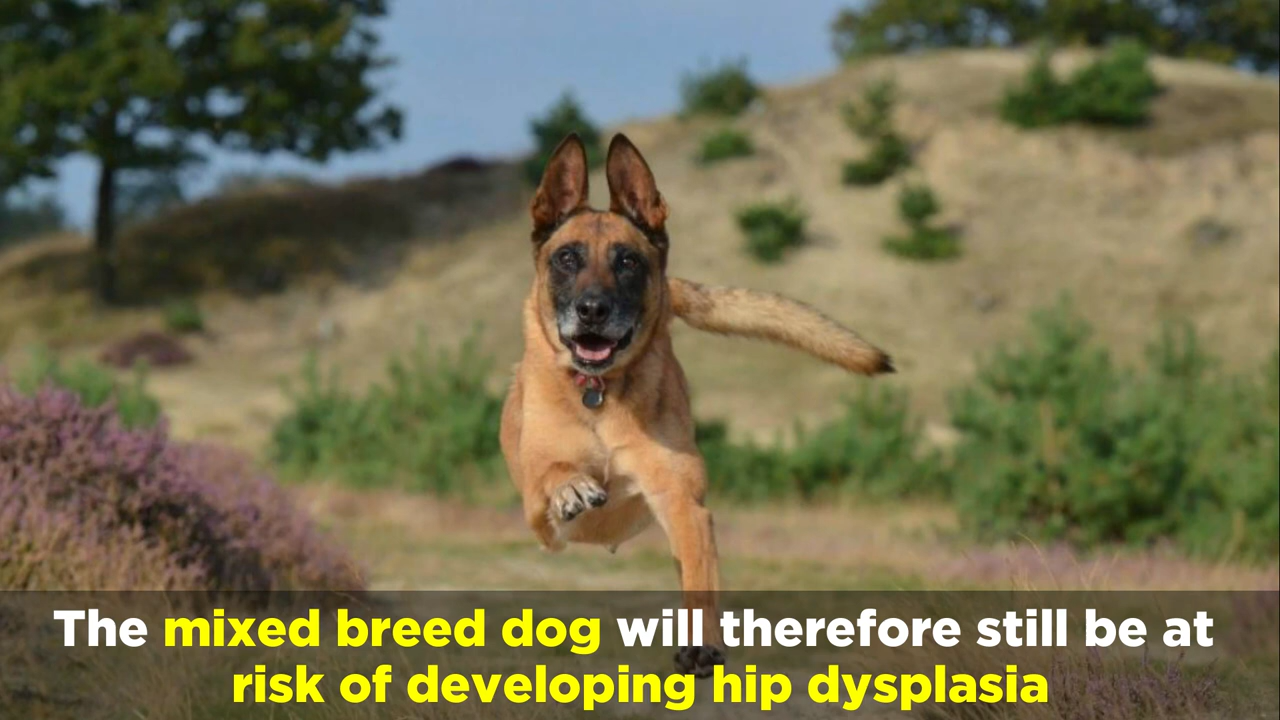 The mixed breed dog will therefore still be at
risk of developing hip dysplasia